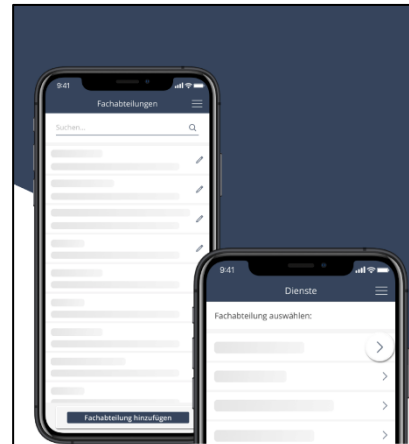 9:41
Fachabteilungen
Suchen...
Fachabteilung hinzufügen
9:41
Dienste
Fachabteilung auswählen: